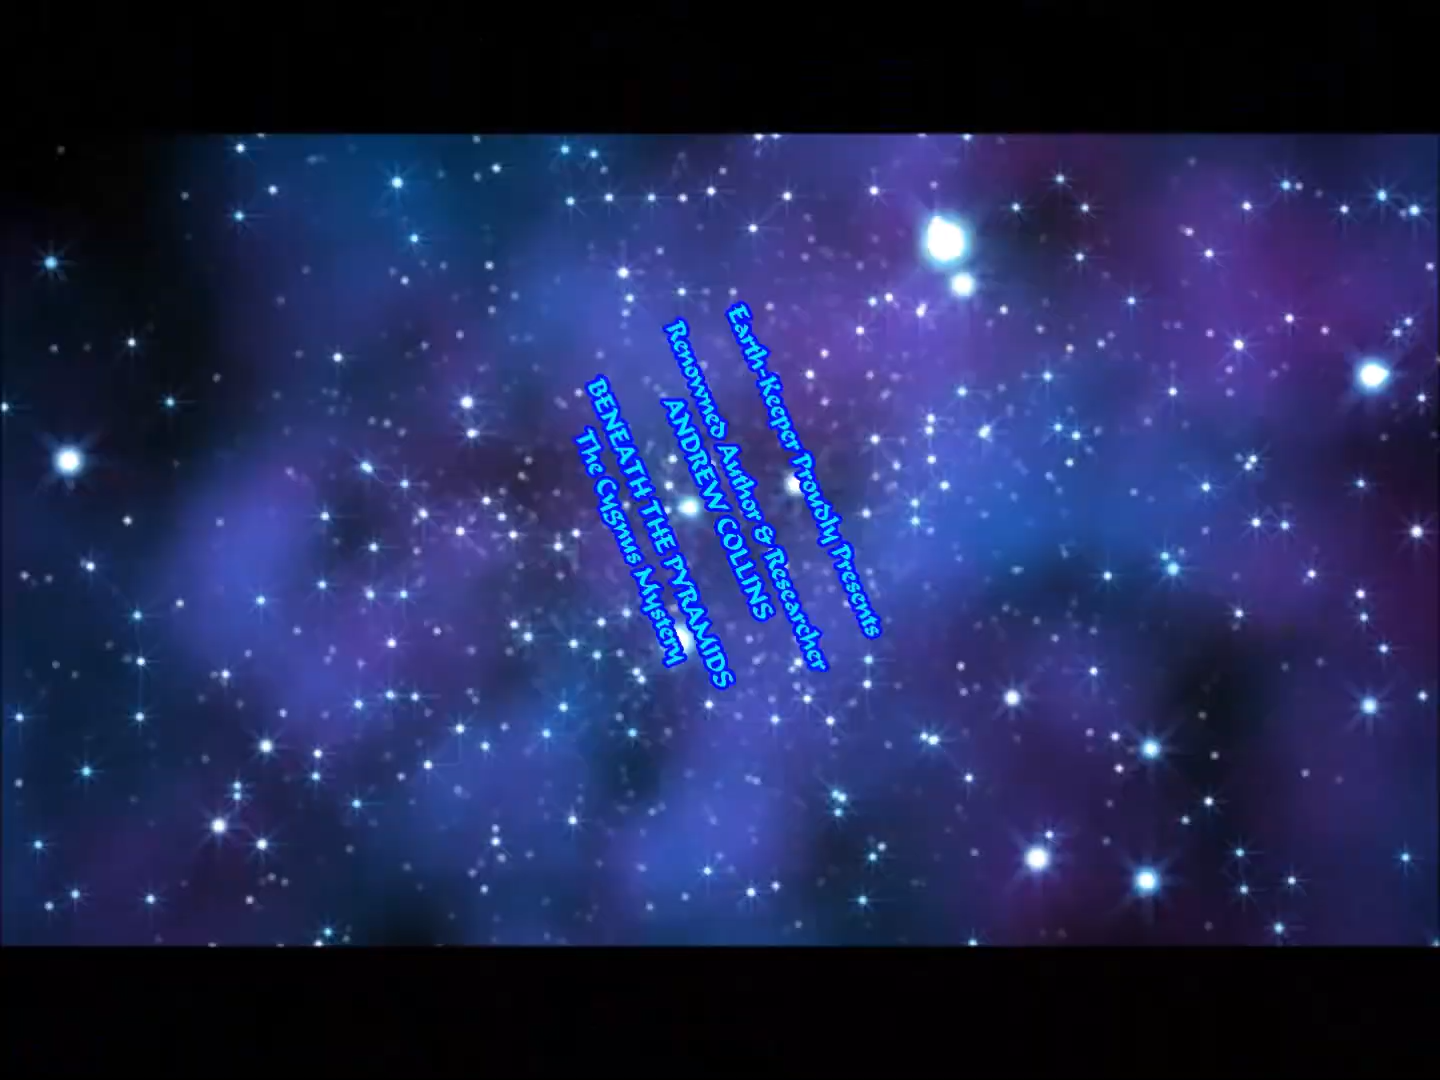 Earth-Keeper Proudly Presents
Renowned Author & Researcher
ANDREW COLLINS
BENEATH THE PYRAMIDS
The Cygnus Mystery